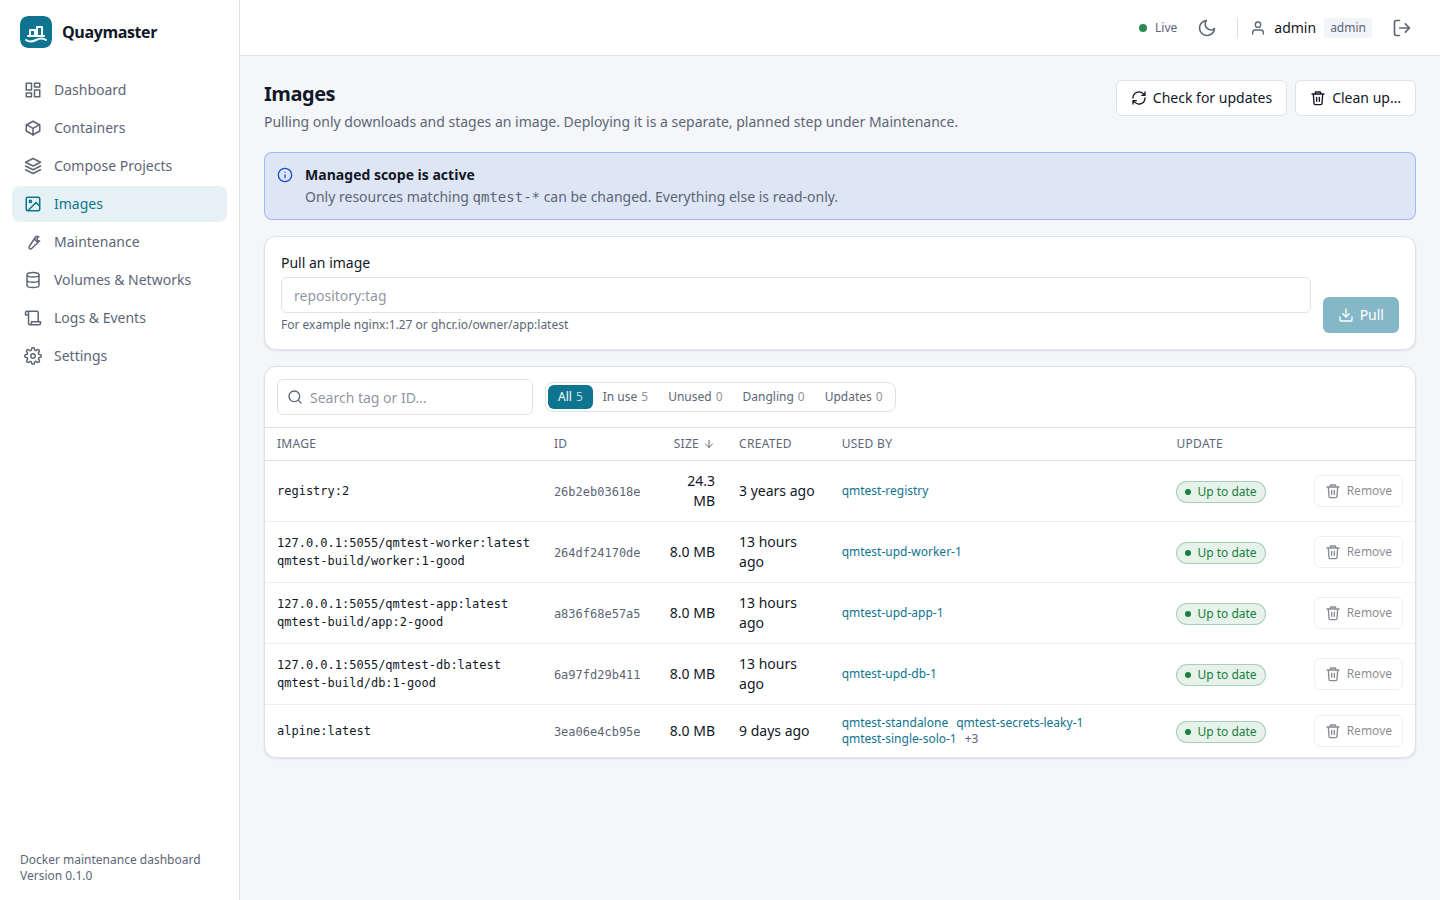 Quaymaster
Live
admin admin
Dashboard
Containers
Compose Projects
Images
Maintenance
Volumes & Networks
Logs & Events
Settings
Docker maintenance dashboard
Version 0.1.0
Images
Pulling only downloads and stages an image. Deploying it is a separate, planned step under Maintenance.
Check for updates
Clean up...
Managed scope is active
Only resources matching qmtest-* can be changed. Everything else is read-only.
Pull an image
repository:tag
For example nginx:1.27 or ghcr.io/owner/app:latest
Pull
Search tag or ID...
All 5 In use 5 Unused 0 Dangling 0 Updates 0
IMAGE ID SIZE ↓ CREATED USED BY UPDATE
registry:2 26b2eb03618e 24.3 MB 3 years ago qmtest-registry Up to date Remove
127.0.0.1:5055/qmtest-worker:latest
qmtest-build/worker:1-good
264df24170de 8.0 MB 13 hours ago qmtest-upd-worker-1 Up to date Remove
127.0.0.1:5055/qmtest-app:latest
qmtest-build/app:2-good
a836f68e57a5 8.0 MB 13 hours ago qmtest-upd-app-1 Up to date Remove
127.0.0.1:5055/qmtest-db:latest
qmtest-build/db:1-good
6a97fd29b411 8.0 MB 13 hours ago qmtest-upd-db-1 Up to date Remove
alpine:latest 3ea06e4cb95e 8.0 MB 9 days ago
qmtest-standalone qmtest-secrets-leaky-1
qmtest-single-solo-1 +3
Up to date Remove